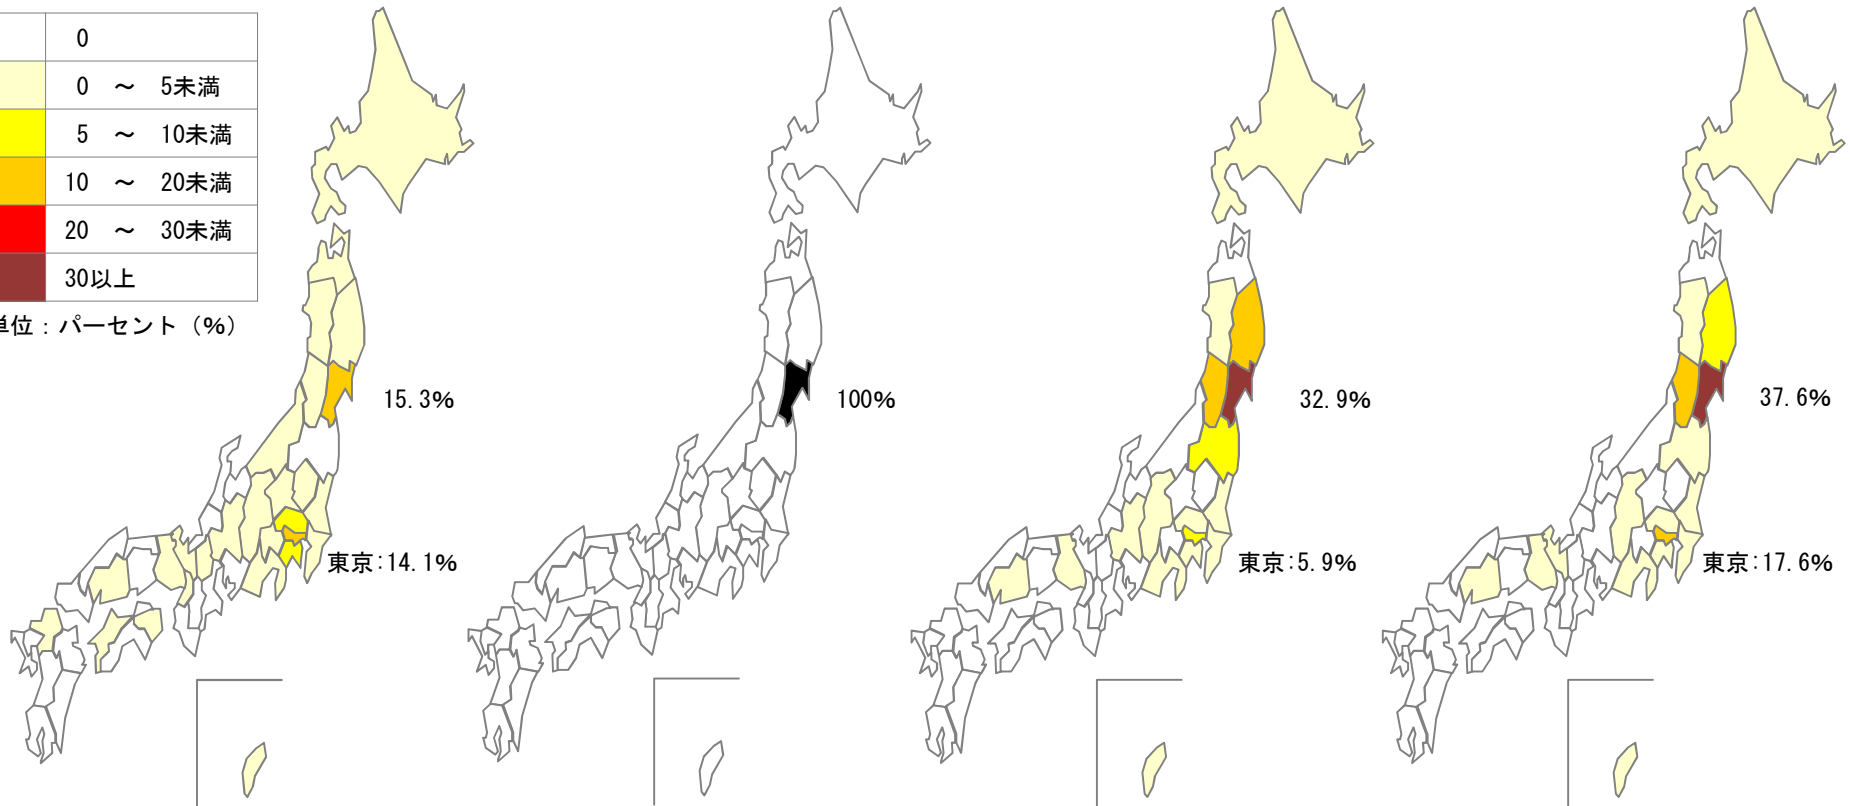 0
0 ～ 5未満
5 ～ 10未満
10 ～ 20未満
20 ～ 30未満
30以上
単位：パーセント（%）
15.3%
100%
32.9%
37.6%
東京:14.1%
東京:5.9%
東京:17.6%